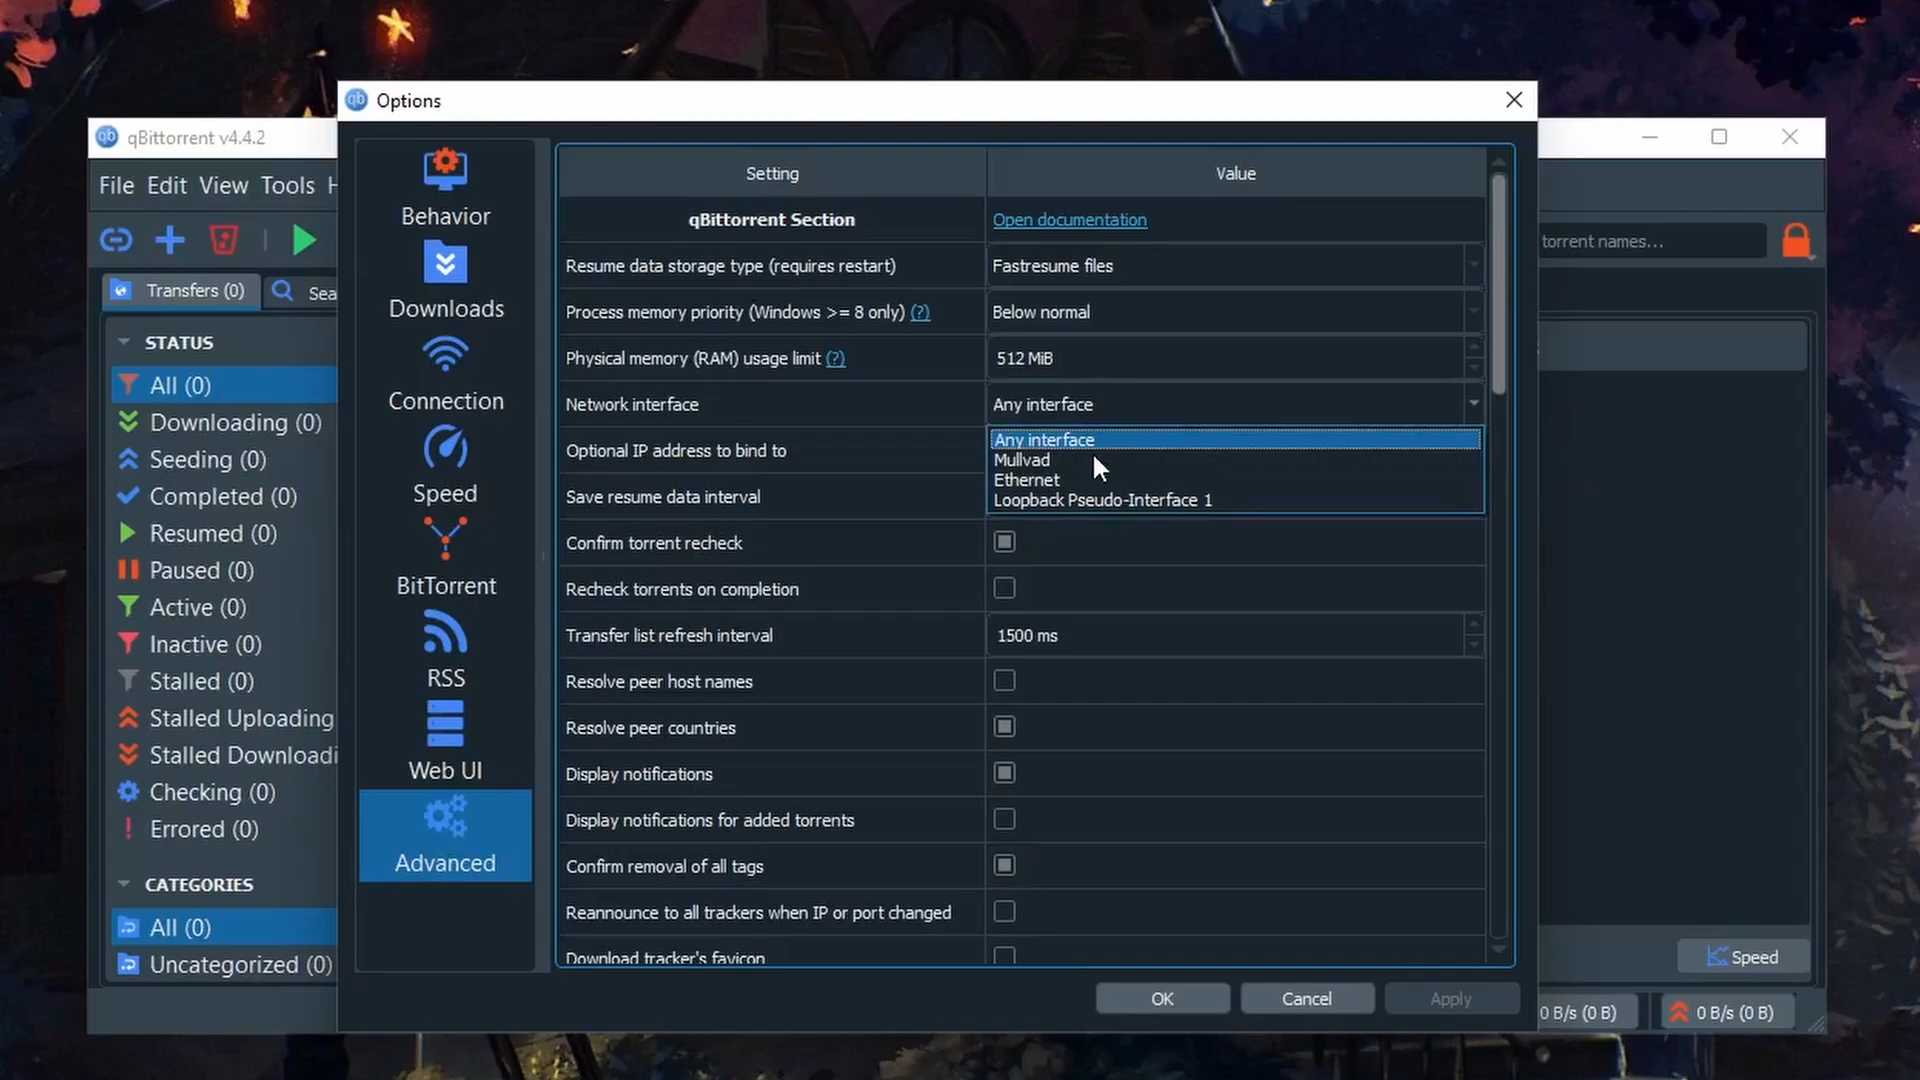 Options
qBittorrent v4.4.2
File Edit View Tools H
torrent names...
Transfers (0)
Sea
STATUS
All (0)
Downloading (0)
Seeding (0)
Completed (0)
Resumed (0)
Paused (0)
Active (0)
Inactive (0)
Stalled (0)
Stalled Uploading
Stalled Downloadi
Checking (0)
Errored (0)
CATEGORIES
All (0)
Uncategorized (0)
Behavior
Downloads
Connection
Speed
BitTorrent
RSS
Web UI
Advanced
Setting Value
qBittorrent Section Open documentation
Resume data storage type (requires restart) Fastresume files
Process memory priority (Windows >= 8 only) (?) Below normal
Physical memory (RAM) usage limit (?) 512 MiB
Network interface Any interface
Any interface
Mullvad
Ethernet
Loopback Pseudo-Interface 1
Optional IP address to bind to
Save resume data interval
Confirm torrent recheck
Recheck torrents on completion
Transfer list refresh interval 1500 ms
Resolve peer host names
Resolve peer countries
Display notifications
Display notifications for added torrents
Confirm removal of all tags
Reannounce to all trackers when IP or port changed
Download tracker's favicon
OK Cancel Apply
Speed
0 B/s (0 B) 0 B/s (0 B)